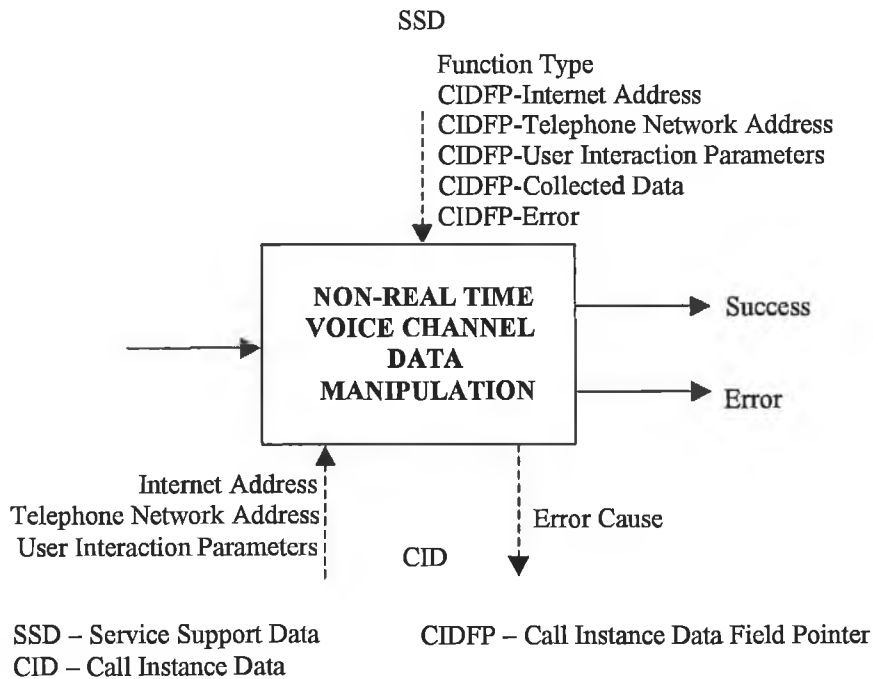 SSD
Function Type
CIDFP-Internet Address
CIDFP-Telephone Network Address
CIDFP-User Interaction Parameters
CIDFP-Collected Data
CIDFP-Error
NON-REAL TIME
VOICE CHANNEL
DATA
MANIPULATION
Success
Error
Internet Address
Telephone Network Address
User Interaction Parameters
CID
Error Cause
SSD – Service Support Data
CIDFP – Call Instance Data Field Pointer
CID – Call Instance Data